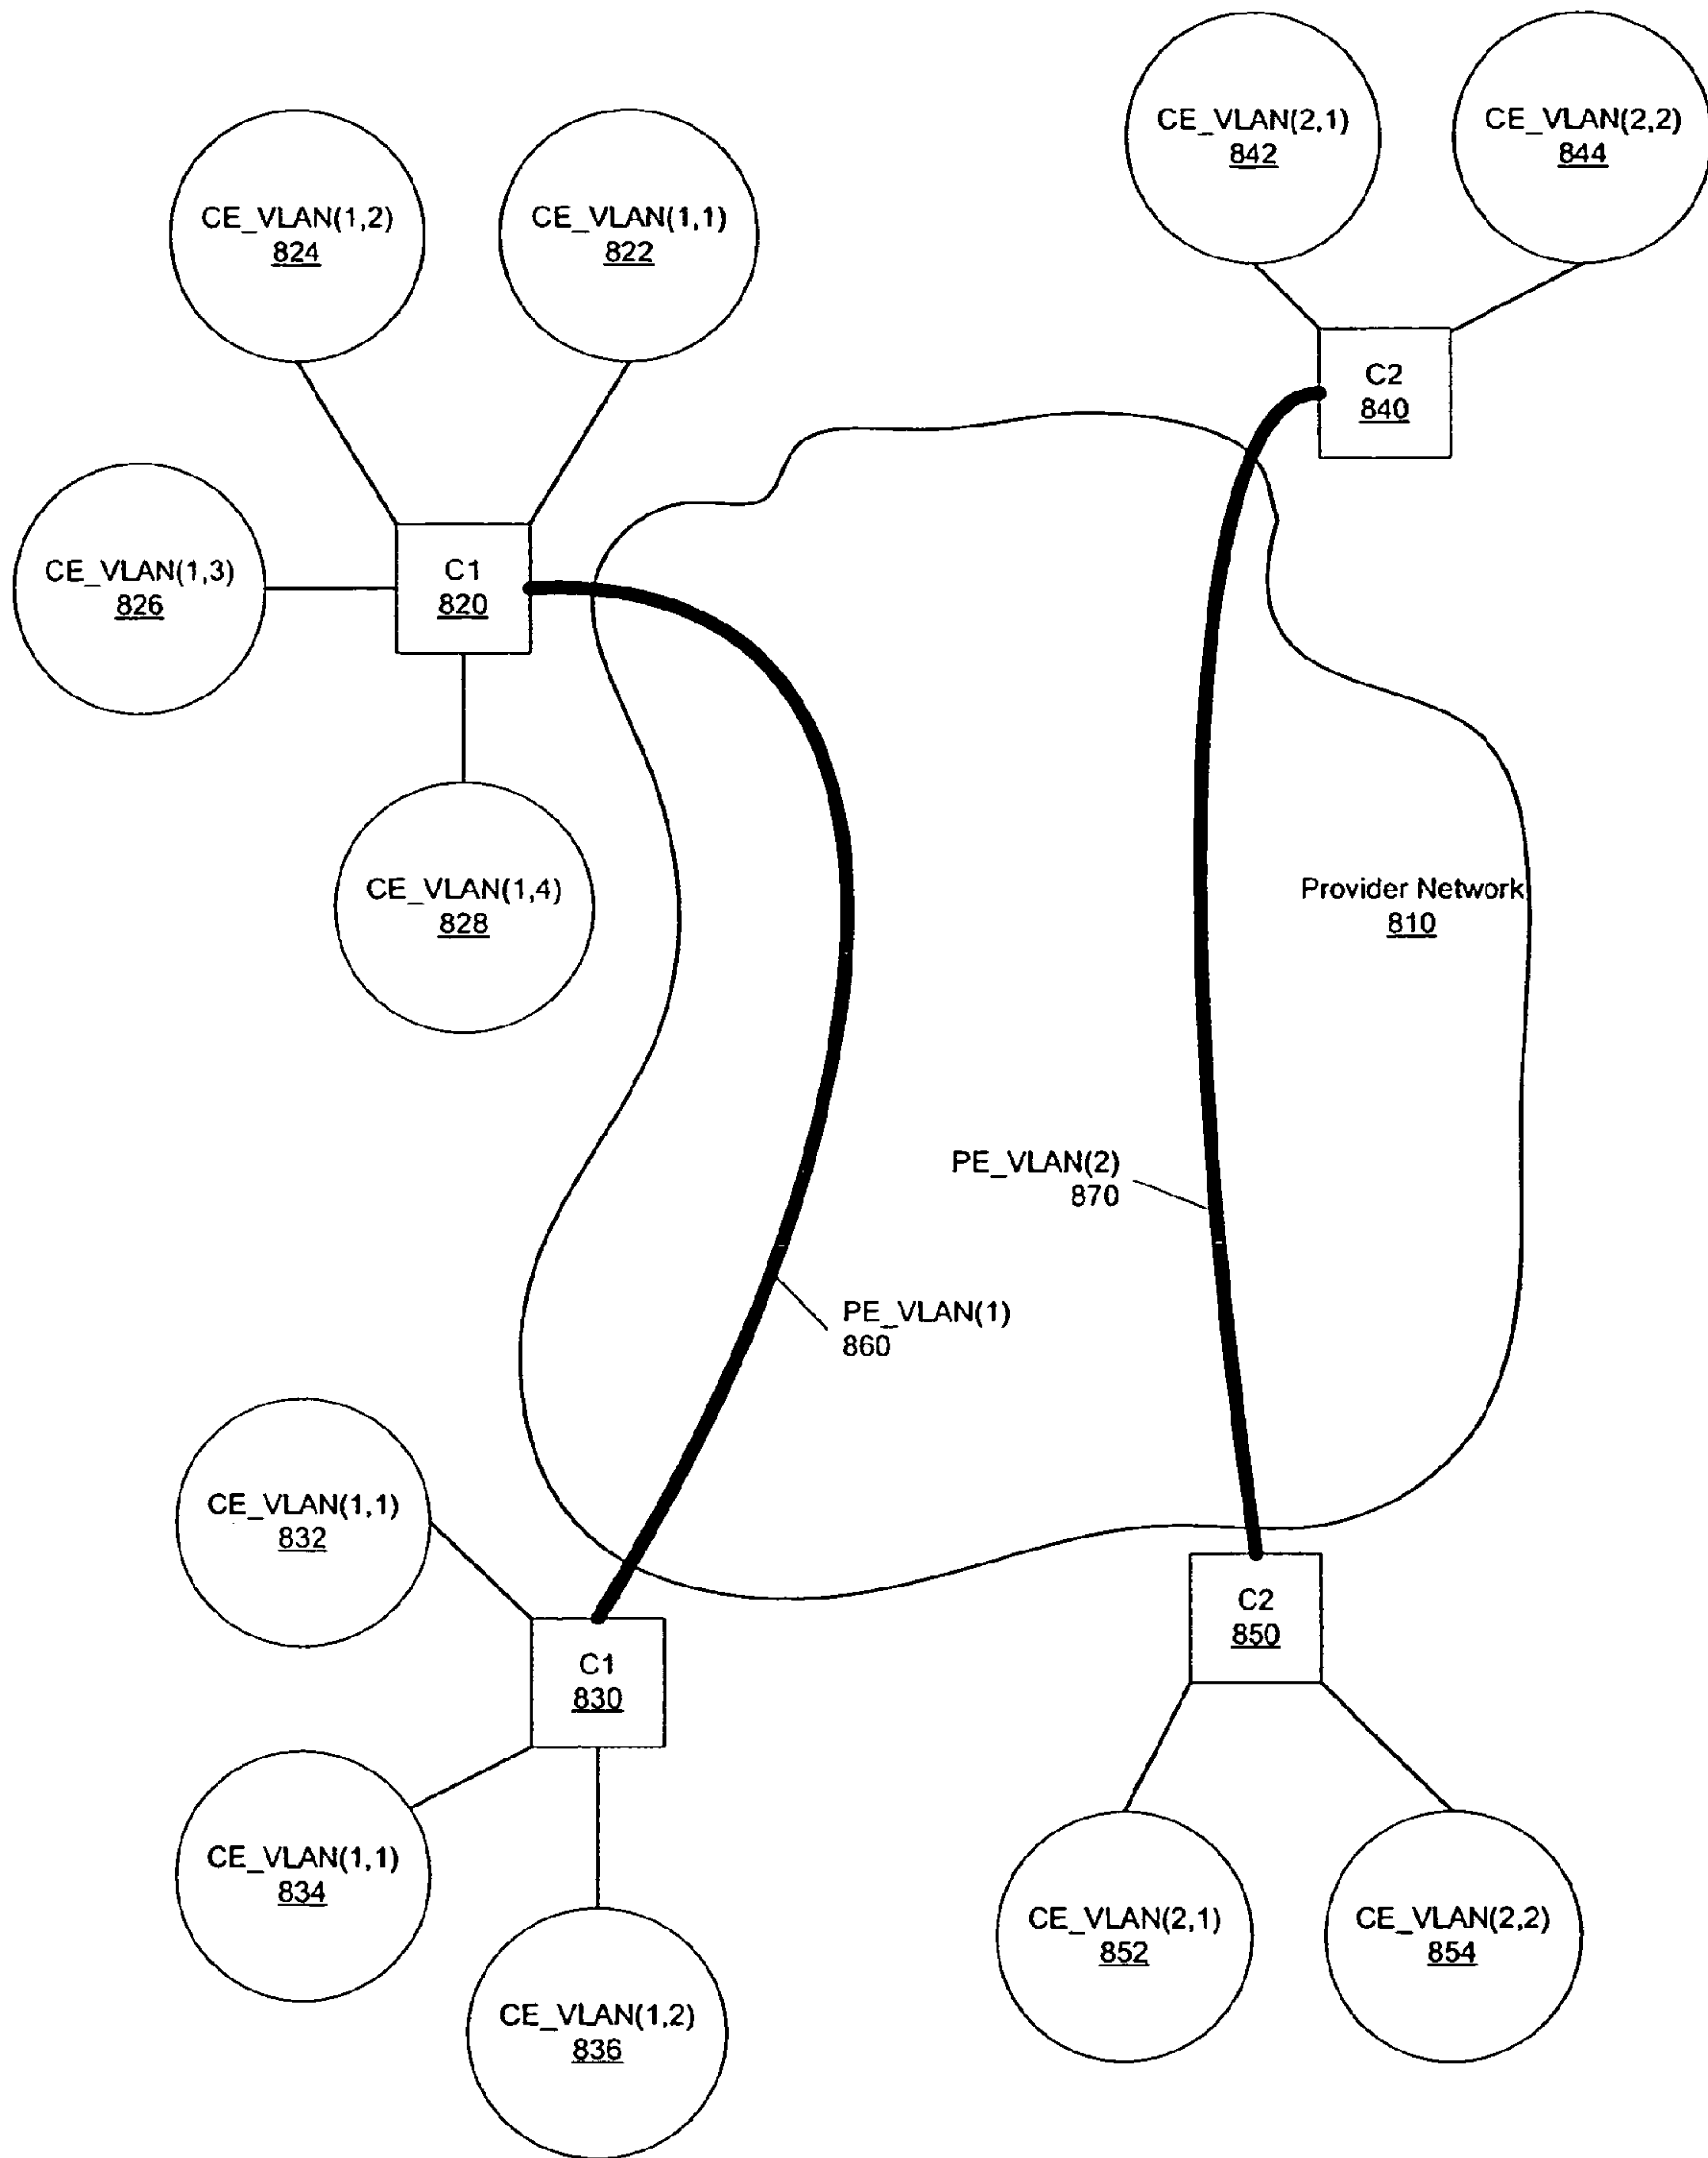 CE_VLAN(2,1)
842
CE_VLAN(2,2)
844
CE_VLAN(1,2)
824
CE_VLAN(1,1)
822
C2
840
CE_VLAN(1,3)
826
C1
820
CE_VLAN(1,4)
828
Provider Network
810
PE_VLAN(2)
870
PE_VLAN(1)
860
CE_VLAN(1,1)
832
C2
850
C1
830
CE_VLAN(1,1)
834
CE_VLAN(2,1)
852
CE_VLAN(2,2)
854
CE_VLAN(1,2)
836